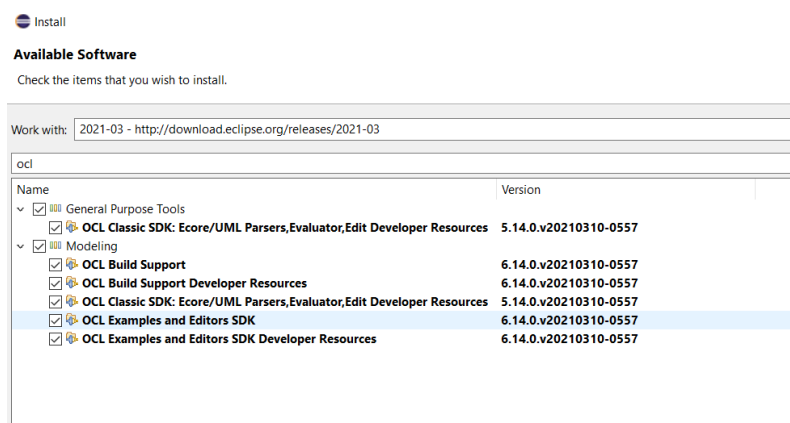 Install
Available Software
Check the items that you wish to install.
Work with: 2021-03 - http://download.eclipse.org/releases/2021-03
ocl
Name Version
General Purpose Tools
OCL Classic SDK: Ecore/UML Parsers,Evaluator,Edit Developer Resources 5.14.0.v20210310-0557
Modeling
OCL Build Support 6.14.0.v20210310-0557
OCL Build Support Developer Resources 6.14.0.v20210310-0557
OCL Classic SDK: Ecore/UML Parsers,Evaluator,Edit Developer Resources 5.14.0.v20210310-0557
OCL Examples and Editors SDK 6.14.0.v20210310-0557
OCL Examples and Editors SDK Developer Resources 6.14.0.v20210310-0557